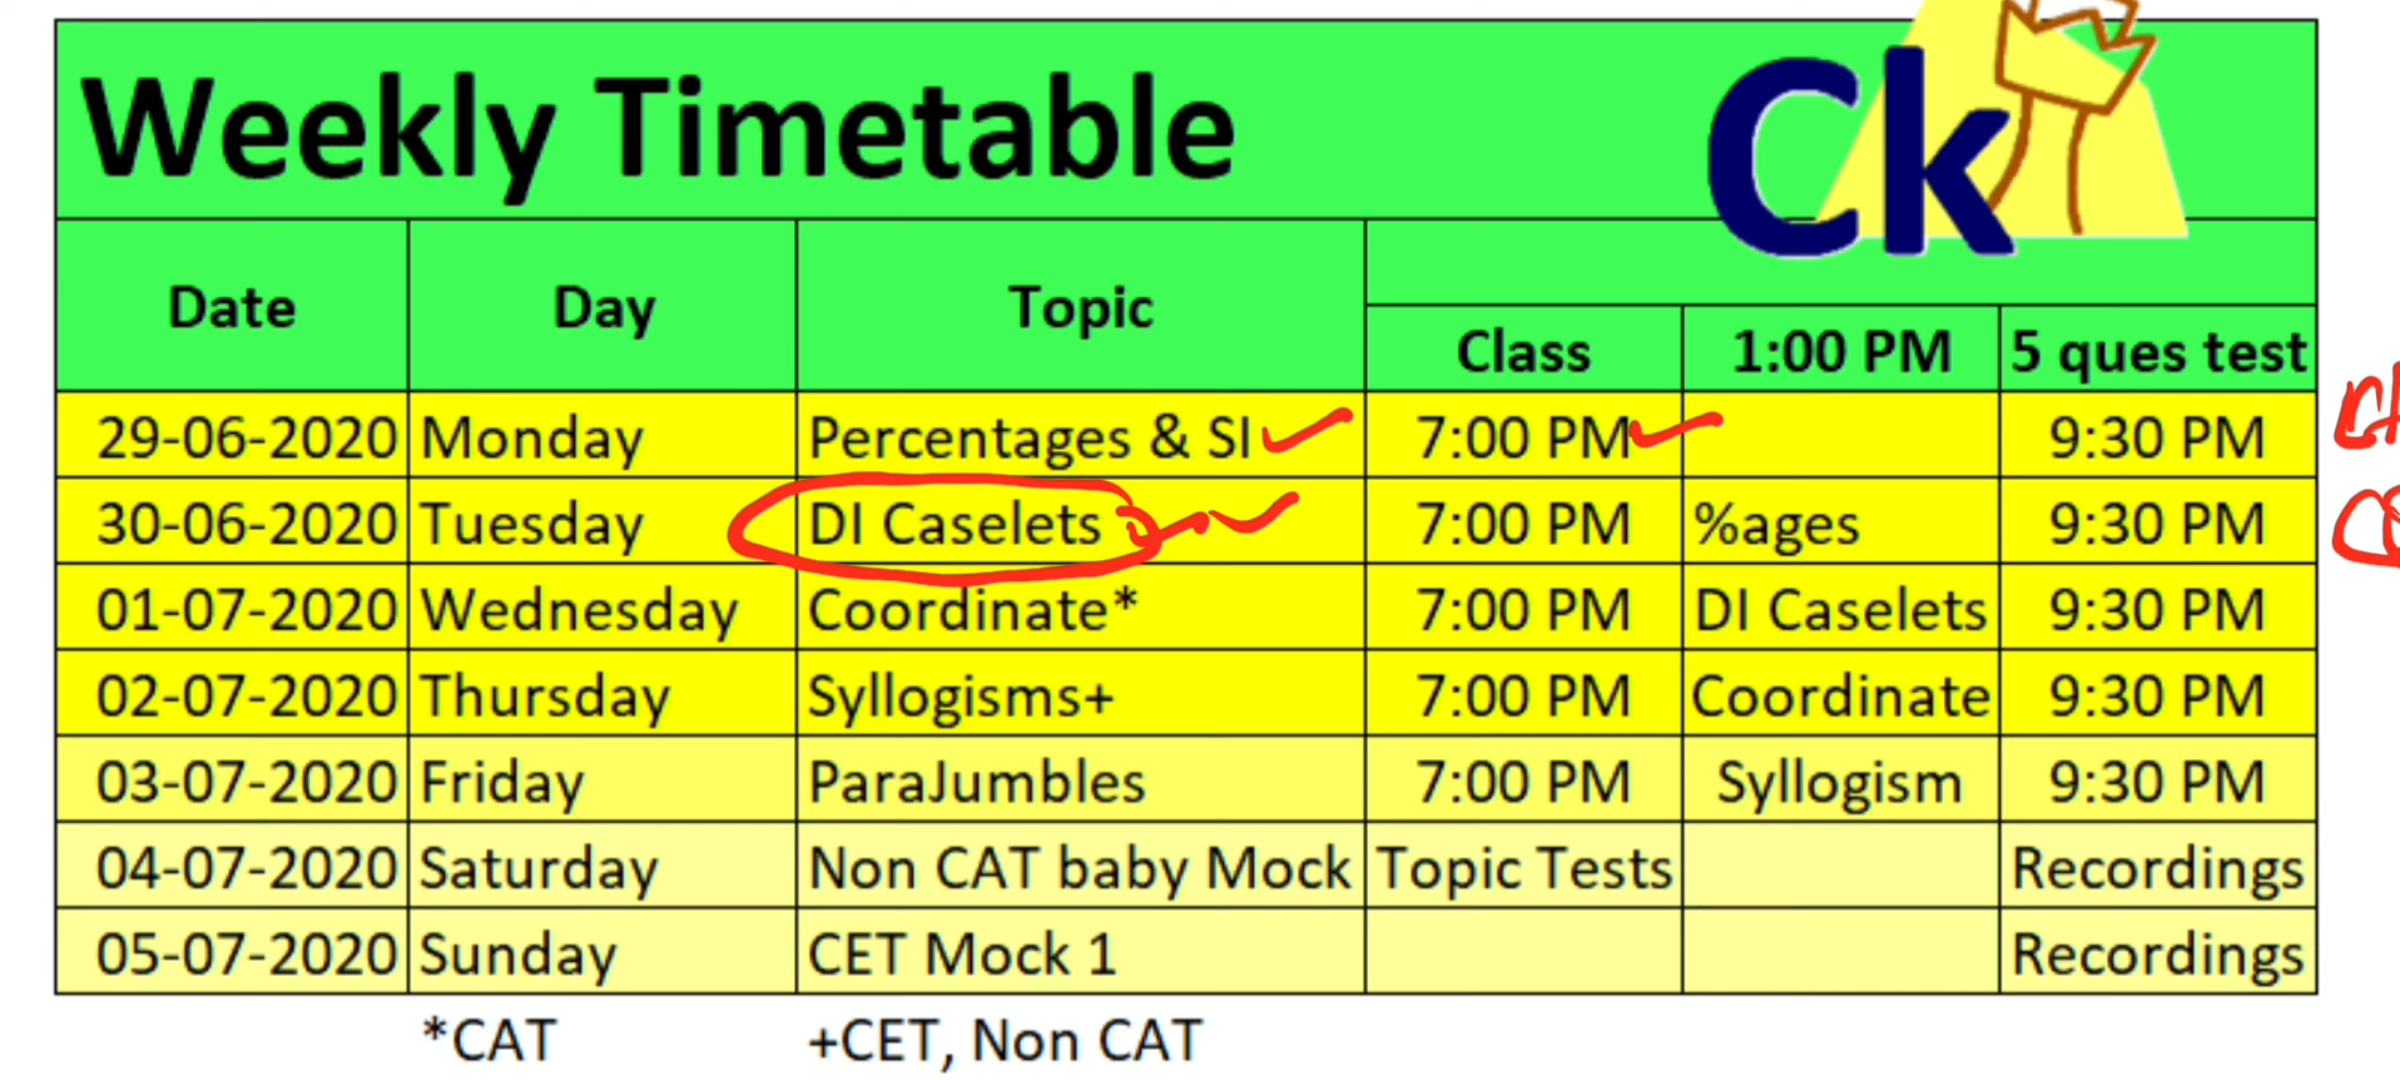 Weekly Timetable Ck
Date Day Topic
Class 1:00 PM 5 ques test
29-06-2020 Monday Percentages & SI 7:00 PM 9:30 PM
30-06-2020 Tuesday DI Caselets 7:00 PM %ages 9:30 PM
01-07-2020 Wednesday Coordinate* 7:00 PM DI Caselets 9:30 PM
02-07-2020 Thursday Syllogisms+ 7:00 PM Coordinate 9:30 PM
03-07-2020 Friday ParaJumbles 7:00 PM Syllogism 9:30 PM
04-07-2020 Saturday Non CAT baby Mock Topic Tests Recordings
05-07-2020 Sunday CET Mock 1 Recordings
*CAT +CET, Non CAT